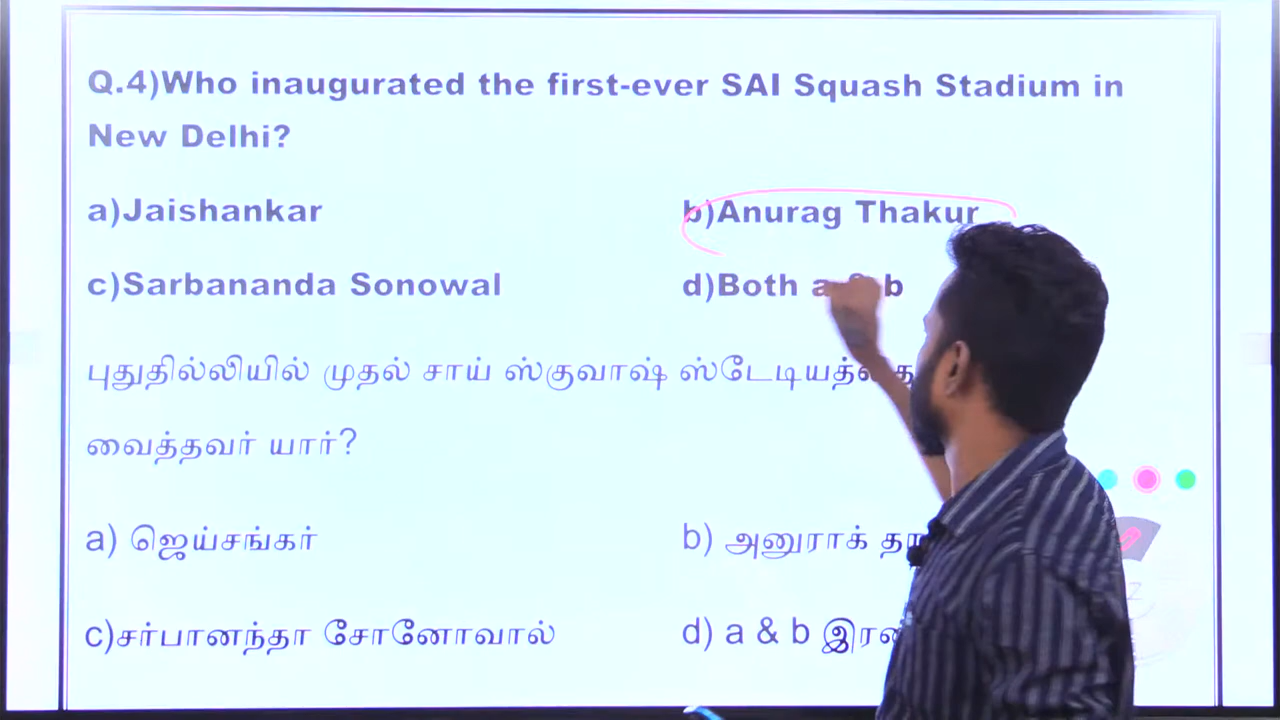 Q.4)Who inaugurated the first-ever SAI Squash Stadium in
New Delhi?
a)Jaishankar b)Anurag Thakur
c)Sarbananda Sonowal d)Both a & b
புதுதில்லியில் முதல் சாய் ஸ்குவாஷ்
வைத்தவர் யார்?
a) ஜெய்சங்கர் b) அனுராக்
c)சர்பானந்தா சோனோவால் d) a & b